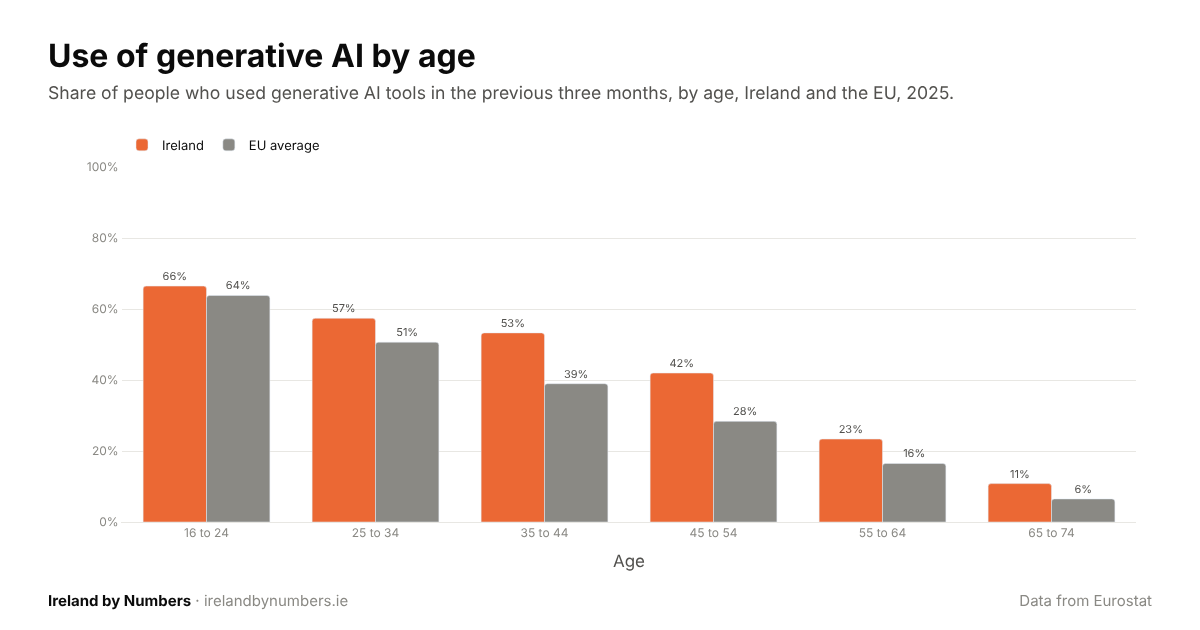 Use of generative AI by age
Share of people who used generative AI tools in the previous three months, by age, Ireland and the EU, 2025.
Ireland EU average
100%
80%
60%
40%
20%
0%
66% 64%
57% 51%
53% 39%
42% 28%
23% 16%
11% 6%
16 to 24 25 to 34 35 to 44 45 to 54 55 to 64 65 to 74
Age
Ireland by Numbers · irelandbynumbers.ie Data from Eurostat